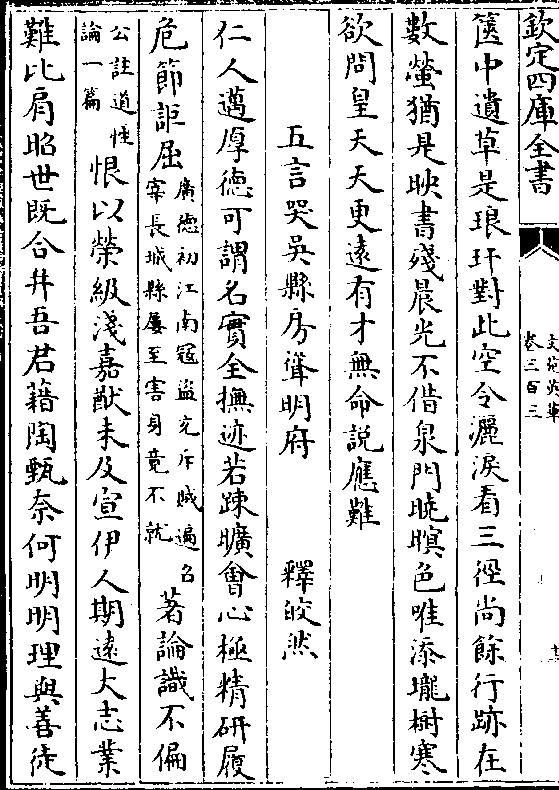 欽定四庫全書
文苑英華
卷三百三
篋中遺草是琅玕對此空令灑淚看三徑尚餘行跡在
數螢猶是映書殘晨光不借泉門曉暝色唯添壠樹寒
欲問皇天天更遠有才無命説應難
五言哭吳縣房聳明府 釋皎然
仁人邁厚德可謂名實全撫迹若踈曠會心極精研履
危節詎屈廣德初江南冦盜充斥賊逼名宰長城縣屢至害身竟不就著論識不偏
公註道性論一篇恨以榮級淺嘉猷未及宣伊人期遠大志業
難比肩昭世既合幷吾君藉陶甄奈何明明理與善徒